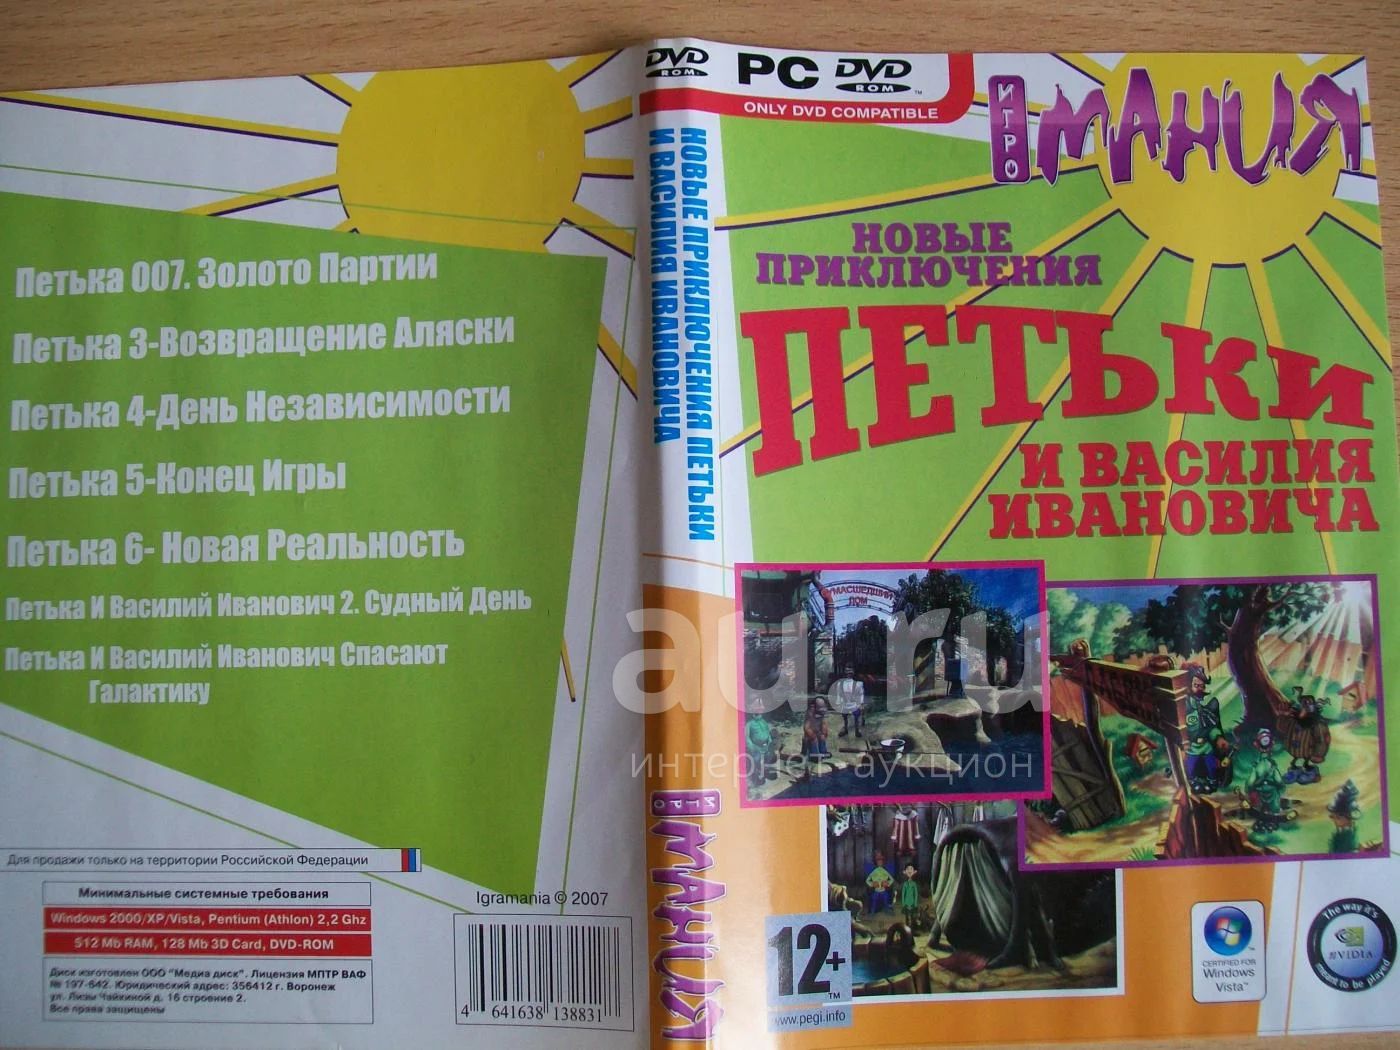 Петька 007. Золото Партии
Петька 3-Возвращение Аляски
Петька 4-День Независимости
Петька 5-Конец Игры
Петька 6- Новая Реальность
Петька И Василий Иванович 2. Судный День
Петька И Василий Иванович Спасают
Галактику
Для продажи только на территории Российской Федерации
Минимальные системные требования
Windows 2000/XP/Vista, Pentium (Athlon) 2,2 Ghz
512 Mb RAM, 128 Mb 3D Card, DVD-ROM
Диск изготовлен ООО "Медиа диск". Лицензия МПТР ВАФ
№ 197-642. Юридический адрес: 356412 г. Воронеж
ул. Лизы Чайкиной д. 16 строение 2.
Все права защищены
Igramania © 2007
4 641638 138831
DVD
ROM
НОВЫЕ ПРИКЛЮЧЕНИЯ ПЕТЬКИ
И ВАСИЛИЯ ИВАНОВИЧА
ИГРО
МАНИЯ
PC DVD
ROM™
ONLY DVD COMPATIBLE
ИГРО
МАНИЯ
НОВЫЕ
ПРИКЛЮЧЕНИЯ
ПЕТЬКИ
И ВАСИЛИЯ
ИВАНОВИЧА
УМАСШЕДШИЙ
ДОМ
au.ru
интернет аукцион
12+
™
www.pegi.info
CERTIFIED FOR
Windows
Vista™
The way it's
NVIDIA
meant to be played